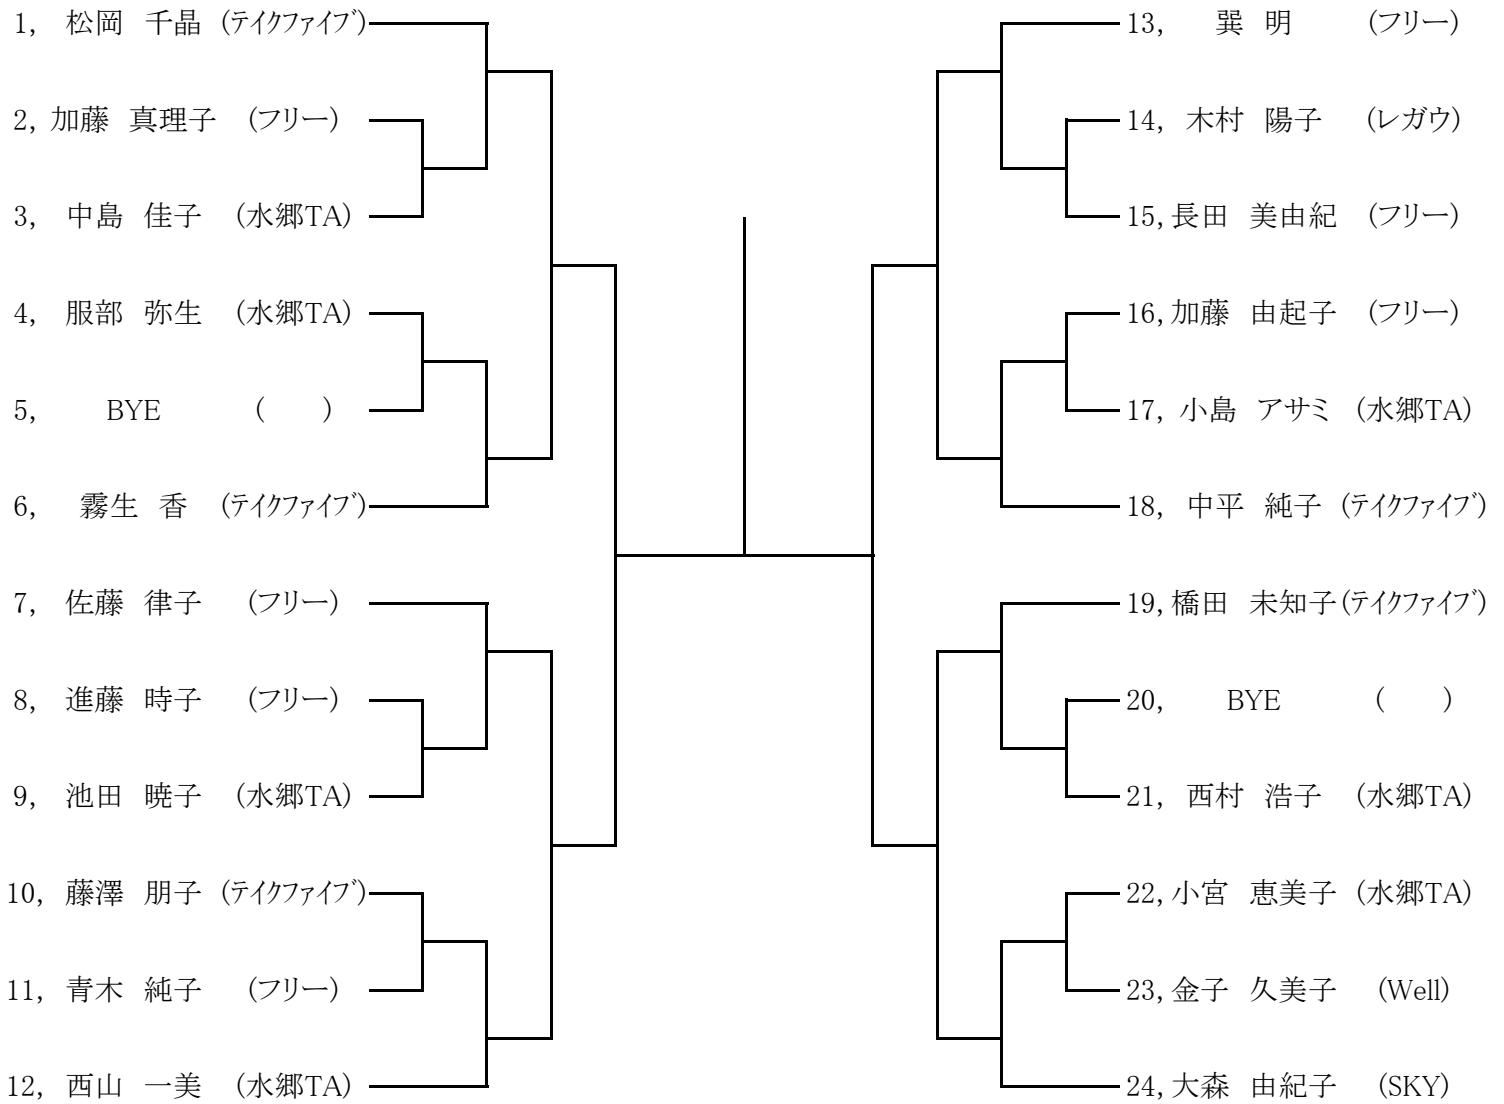 1, 松岡 千晶 (テイクファイブ)
2, 加藤 真理子 (フリー)
3, 中島 佳子 (水郷TA)
4, 服部 弥生 (水郷TA)
5, BYE ( )
6, 霧生 香 (テイクファイブ)
7, 佐藤 律子 (フリー)
8, 進藤 時子 (フリー)
9, 池田 暁子 (水郷TA)
10, 藤澤 朋子 (テイクファイブ)
11, 青木 純子 (フリー)
12, 西山 一美 (水郷TA)
13, 巽 明 (フリー)
14, 木村 陽子 (レガウ)
15, 長田 美由紀 (フリー)
16, 加藤 由起子 (フリー)
17, 小島 アサミ (水郷TA)
18, 中平 純子 (テイクファイブ)
19, 橋田 未知子 (テイクファイブ)
20, BYE ( )
21, 西村 浩子 (水郷TA)
22, 小宮 恵美子 (水郷TA)
23, 金子 久美子 (Well)
24, 大森 由紀子 (SKY)